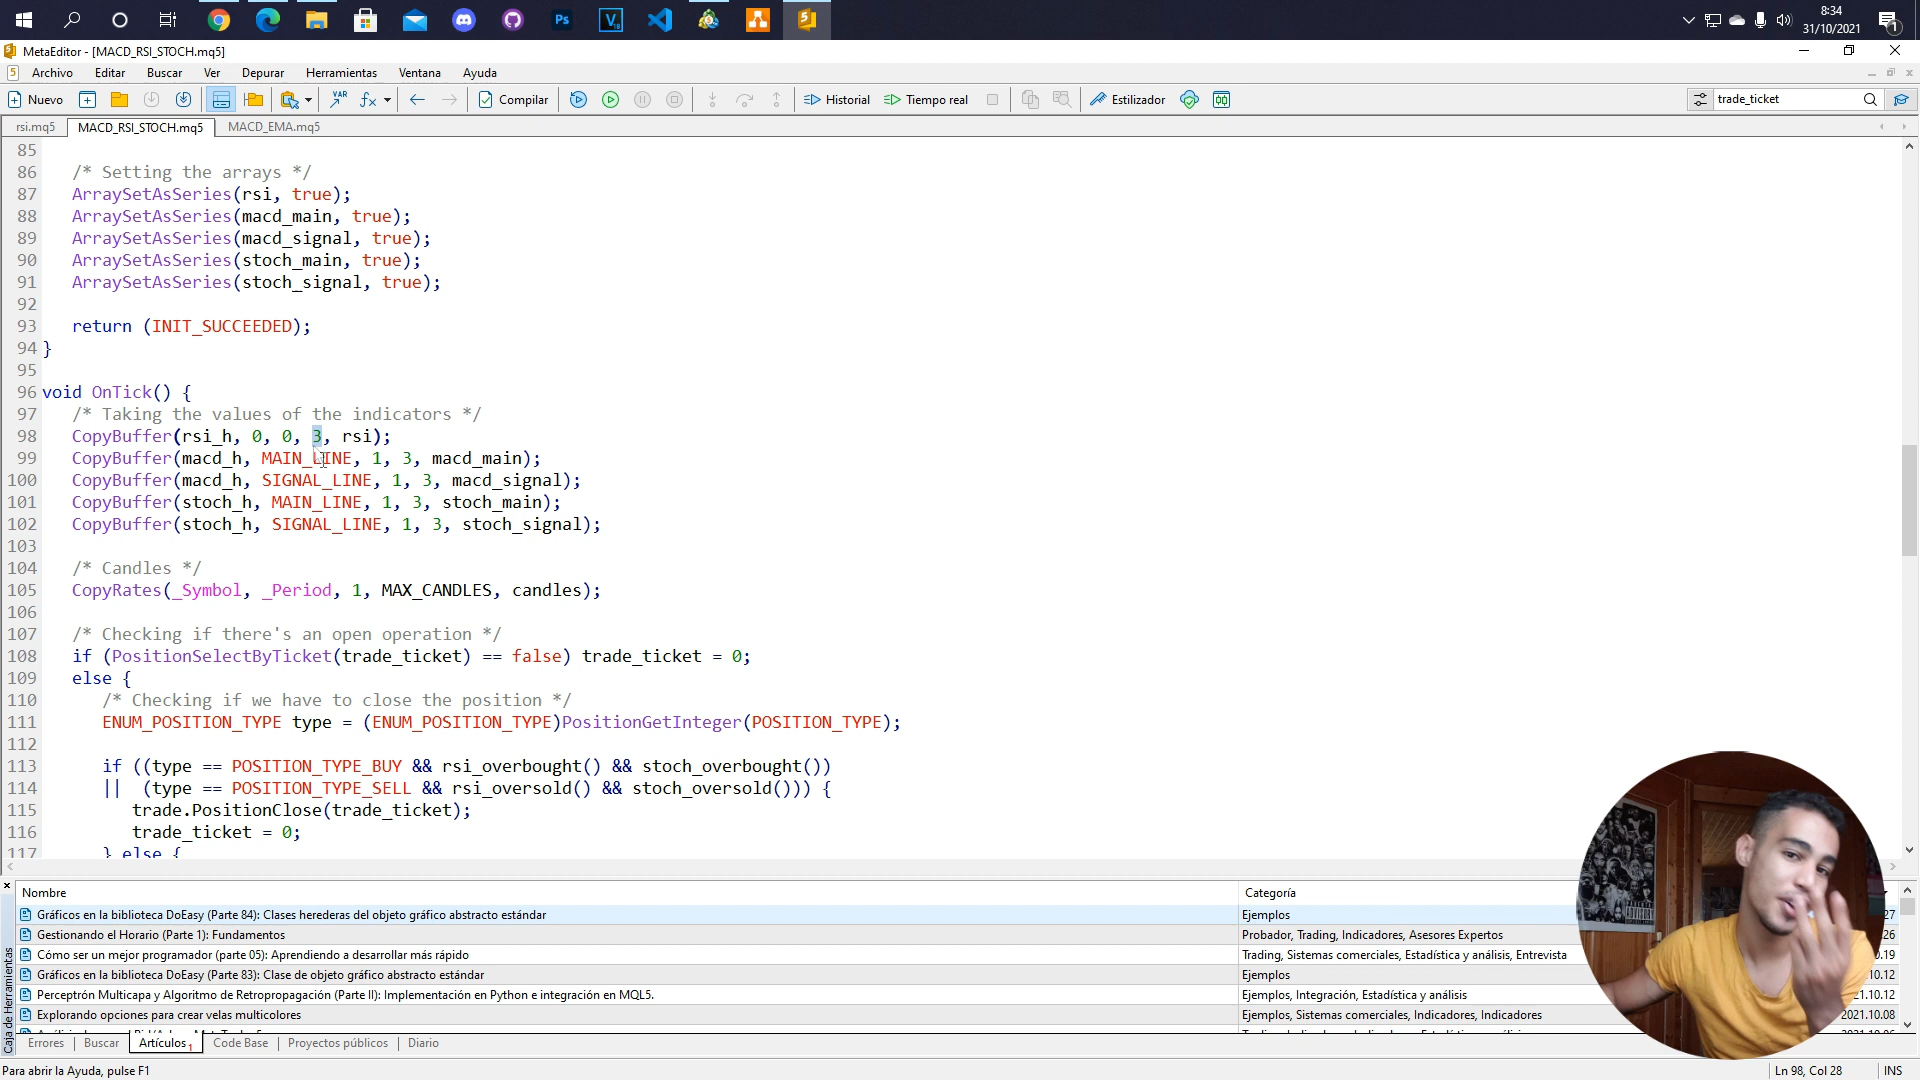 8:34
31/10/2021
1
MetaEditor - [MACD_RSI_STOCH.mq5]
Archivo Editar Buscar Ver Depurar Herramientas Ventana Ayuda
Nuevo Compilar Historial Tiempo real Estilizador trade_ticket
rsi.mq5 MACD_RSI_STOCH.mq5 MACD_EMA.mq5
85
86 /* Setting the arrays */
87 ArraySetAsSeries(rsi, true);
88 ArraySetAsSeries(macd_main, true);
89 ArraySetAsSeries(macd_signal, true);
90 ArraySetAsSeries(stoch_main, true);
91 ArraySetAsSeries(stoch_signal, true);
92
93 return (INIT_SUCCEEDED);
94 }
95
96 void OnTick() {
97 /* Taking the values of the indicators */
98 CopyBuffer(rsi_h, 0, 0, 3, rsi);
99 CopyBuffer(macd_h, MAIN_LINE, 1, 3, macd_main);
100 CopyBuffer(macd_h, SIGNAL_LINE, 1, 3, macd_signal);
101 CopyBuffer(stoch_h, MAIN_LINE, 1, 3, stoch_main);
102 CopyBuffer(stoch_h, SIGNAL_LINE, 1, 3, stoch_signal);
103
104 /* Candles */
105 CopyRates(_Symbol, _Period, 1, MAX_CANDLES, candles);
106
107 /* Checking if there's an open operation */
108 if (PositionSelectByTicket(trade_ticket) == false) trade_ticket = 0;
109 else {
110 /* Checking if we have to close the position */
111 ENUM_POSITION_TYPE type = (ENUM_POSITION_TYPE)PositionGetInteger(POSITION_TYPE);
112
113 if ((type == POSITION_TYPE_BUY && rsi_overbought() && stoch_overbought())
114 || (type == POSITION_TYPE_SELL && rsi_oversold() && stoch_oversold())) {
115 trade.PositionClose(trade_ticket);
116 trade_ticket = 0;
117 } else {
Nombre Categoría
Gráficos en la biblioteca DoEasy (Parte 84): Clases herederas del objeto gráfico abstracto estándar Ejemplos 27
Gestionando el Horario (Parte 1): Fundamentos Probador, Trading, Indicadores, Asesores Expertos 26
Cómo ser un mejor programador (parte 05): Aprendiendo a desarrollar más rápido Trading, Sistemas comerciales, Estadística y análisis, Entrevista 0.19
Gráficos en la biblioteca DoEasy (Parte 83): Clase de objeto gráfico abstracto estándar Ejemplos 10.12
Perceptrón Multicapa y Algoritmo de Retropropagación (Parte II): Implementación en Python e integración en MQL5. Ejemplos, Integración, Estadística y análisis 21.10.12
Explorando opciones para crear velas multicolores Ejemplos, Sistemas comerciales, Indicadores, Indicadores 2021.10.08
Caja de Herramientas
Errores Buscar Artículos 1 Code Base Proyectos públicos Diario
Para abrir la Ayuda, pulse F1 Ln 98, Col 28 INS